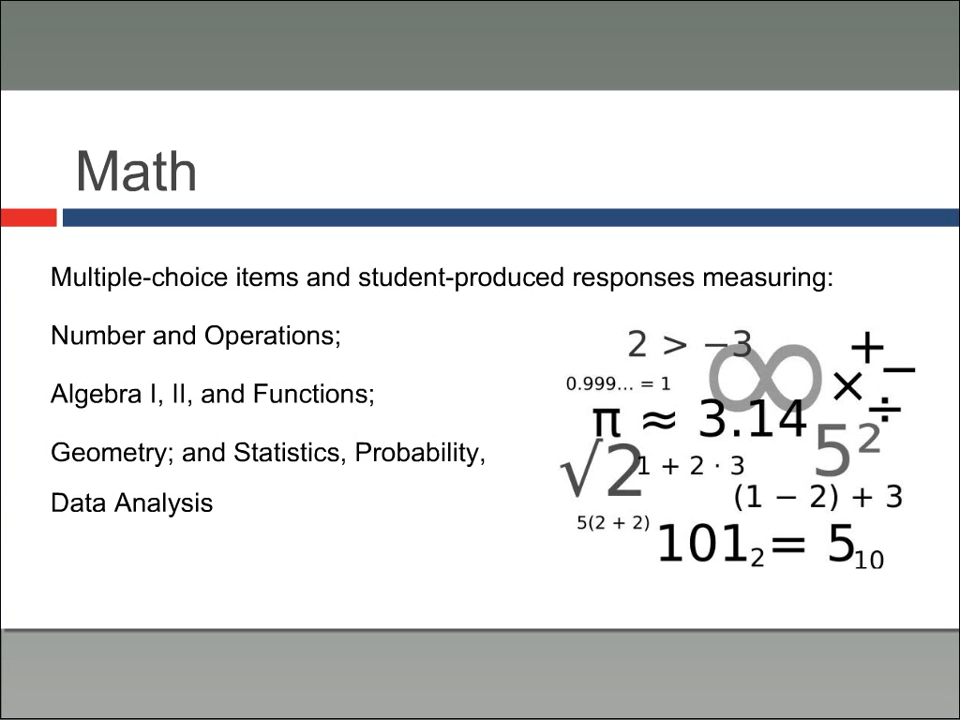 Math
Multiple-choice items and student-produced responses measuring:
Number and Operations;
Algebra I, II, and Functions;
Geometry; and Statistics, Probability,
Data Analysis
2 > −3
∞
+
−
×
÷
0.999... = 1
π ≈ 3.14
√2
5²
1 + 2 · 3
(1 − 2) + 3
5(2 + 2)
101₂ = 5₁₀